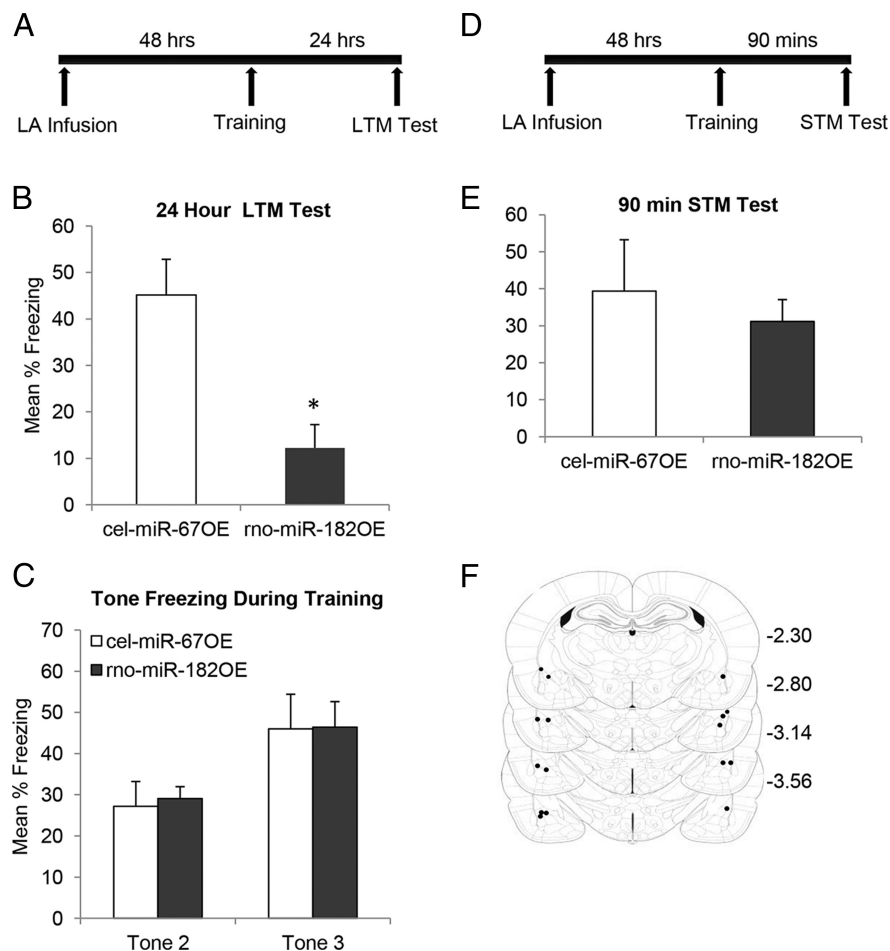 A
48 hrs
24 hrs
LA Infusion
Training
LTM Test
B
24 Hour LTM Test
60
50
40
30
20
10
0
Mean % Freezing
*
cel-miR-67OE
rno-miR-182OE
C
Tone Freezing During Training
70
60
50
40
30
20
10
0
Mean % Freezing
cel-miR-67OE
rno-miR-182OE
Tone 2
Tone 3
D
48 hrs
90 mins
LA Infusion
Training
STM Test
E
90 min STM Test
60
50
40
30
20
10
0
cel-miR-67OE
rno-miR-182OE
F
-2.30
-2.80
-3.14
-3.56